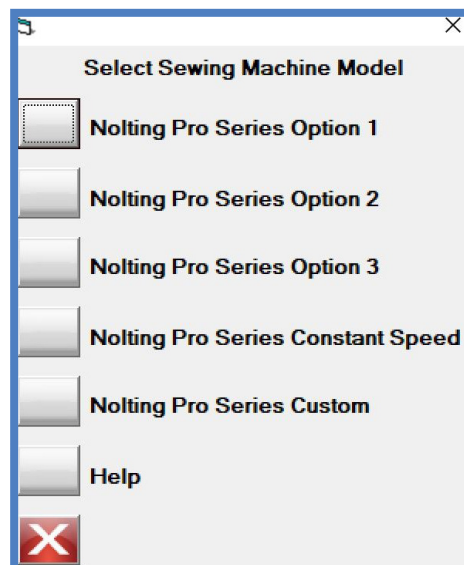 Select Sewing Machine Model
Nolting Pro Series Option 1
Nolting Pro Series Option 2
Nolting Pro Series Option 3
Nolting Pro Series Constant Speed
Nolting Pro Series Custom
Help